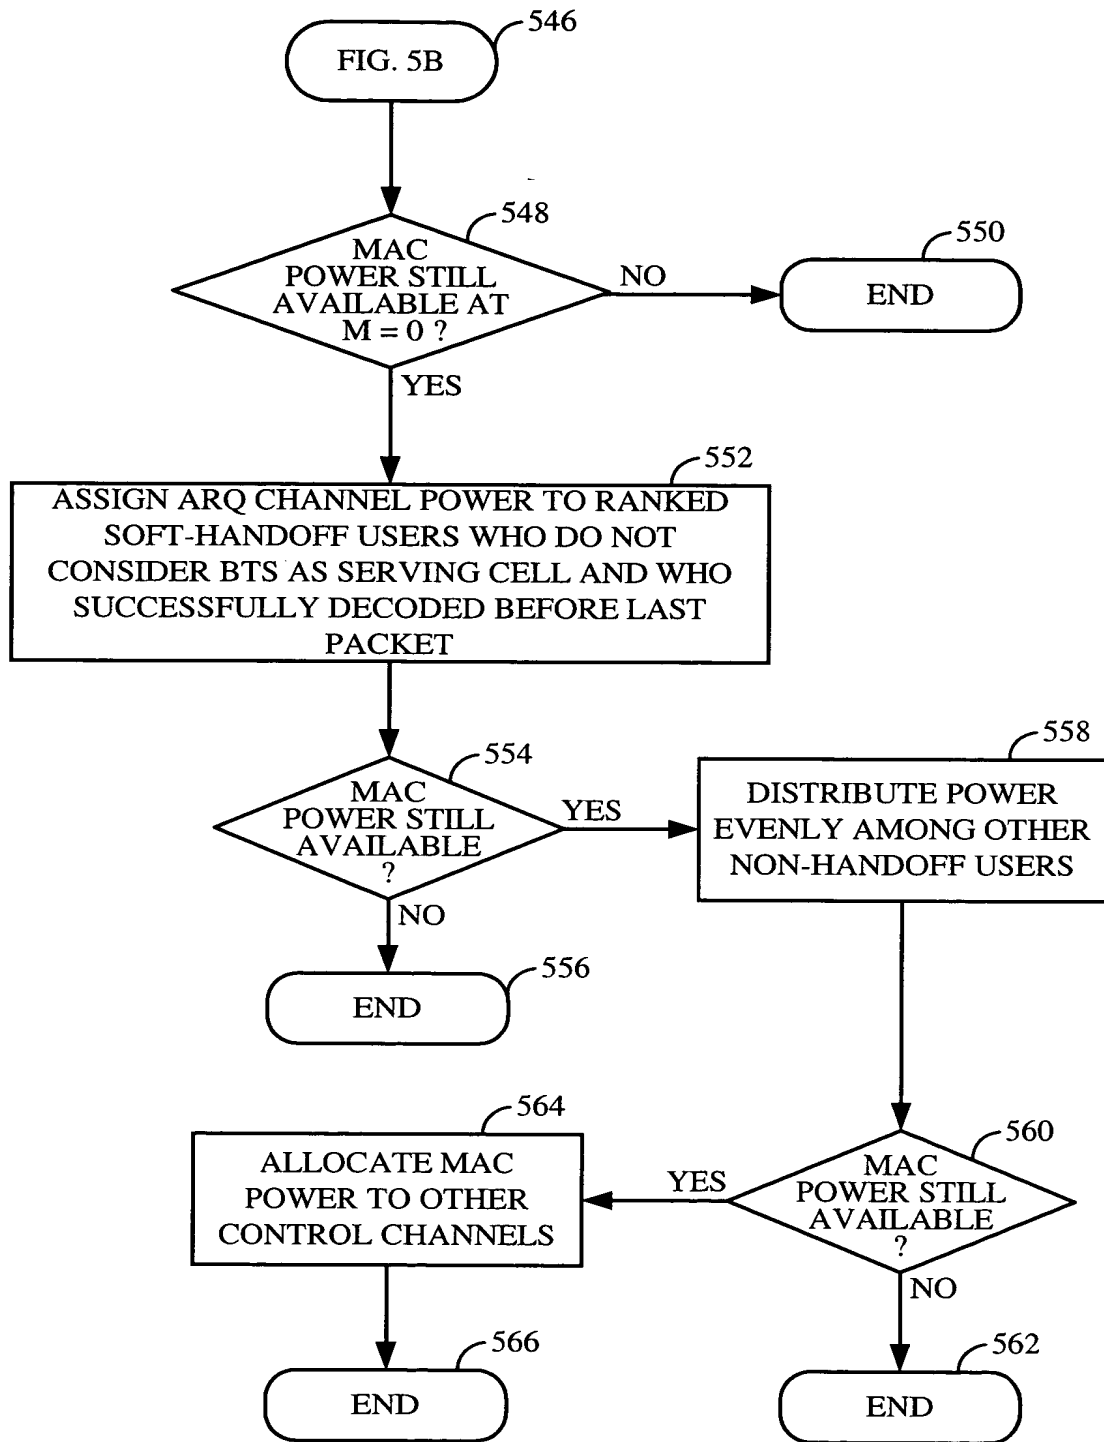 546
FIG. 5B
548
MAC
POWER STILL
AVAILABLE AT
M = 0 ?
NO
550
END
YES
552
ASSIGN ARQ CHANNEL POWER TO RANKED
SOFT-HANDOFF USERS WHO DO NOT
CONSIDER BTS AS SERVING CELL AND WHO
SUCCESSFULLY DECODED BEFORE LAST
PACKET
554
MAC
POWER STILL
AVAILABLE
?
YES
558
DISTRIBUTE POWER
EVENLY AMONG OTHER
NON-HANDOFF USERS
NO
556
END
560
MAC
POWER STILL
AVAILABLE
?
YES
564
ALLOCATE MAC
POWER TO OTHER
CONTROL CHANNELS
NO
566
END
562
END